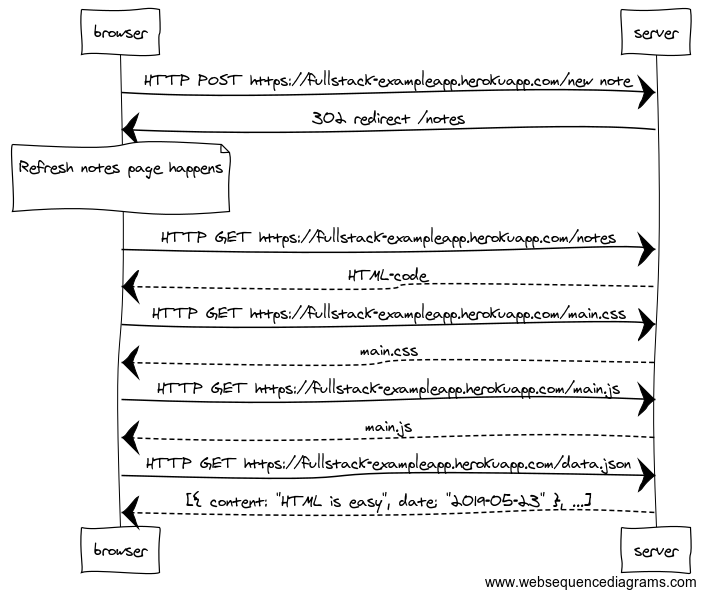 browser server
HTTP POST https://fullstack-exampleapp.herokuapp.com/new note
302 redirect /notes
Refresh notes page happens
HTTP GET https://fullstack-exampleapp.herokuapp.com/notes
HTML-code
HTTP GET https://fullstack-exampleapp.herokuapp.com/main.css
main.css
HTTP GET https://fullstack-exampleapp.herokuapp.com/main.js
main.js
HTTP GET https://fullstack-exampleapp.herokuapp.com/data.json
[{ content: "HTML is easy", date: "2019-05-23" }, ...]
browser server
www.websequencediagrams.com